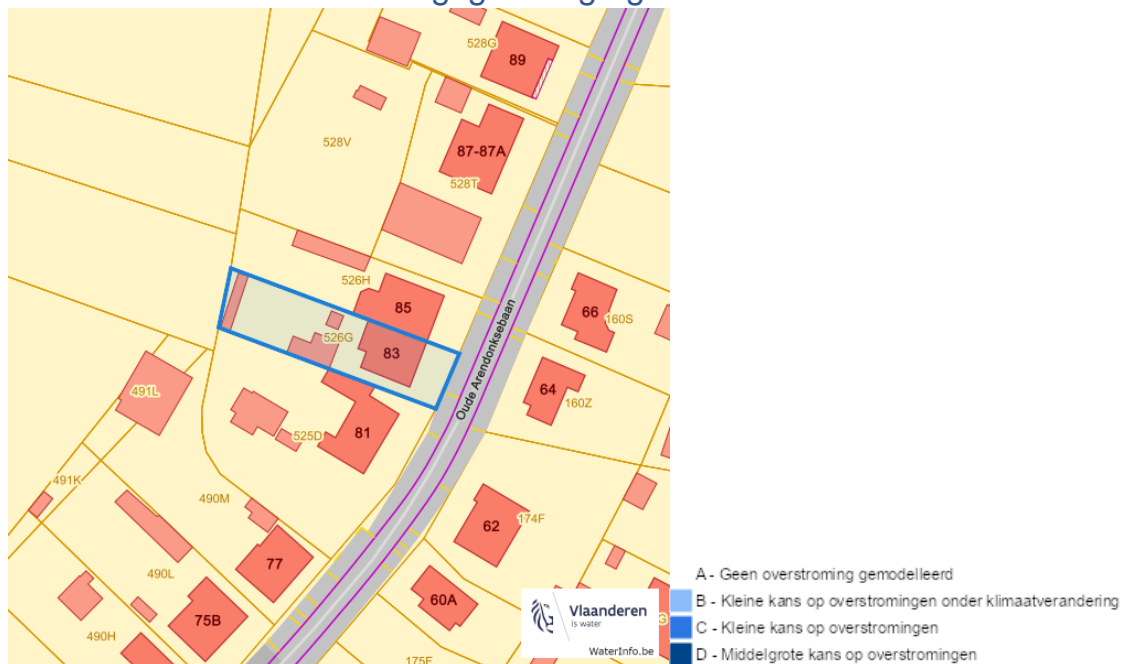 528G
89
528V
87-87A
528T
526H
85
66
160S
526G
83
Oude Arendonksebaan
64
160Z
491L
525D
81
491K
490M
62
174F
77
490L
60A
75B
490H
175F
Vlaanderen
is water
WaterInfo.be
A - Geen overstroming gemodelleerd
B - Kleine kans op overstromingen onder klimaatverandering
C - Kleine kans op overstromingen
D - Middelgrote kans op overstromingen